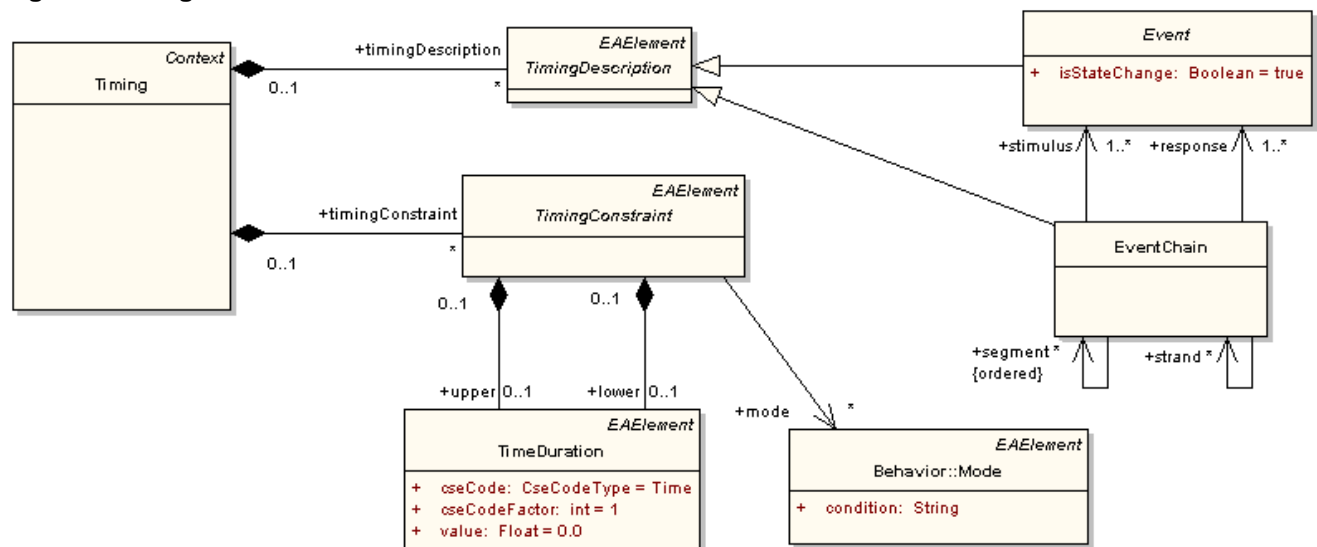 Context
Timing
+timingDescription
0..1
*
EAElement
TimingDescription
Event
+ isStateChange: Boolean = true
+stimulus
1..*
+response
1..*
EventChain
+segment *
{ordered}
+strand *
+timingConstraint
0..1
*
EAElement
TimingConstraint
0..1
0..1
+upper 0..1
+lower 0..1
+mode
*
EAElement
TimeDuration
+ cseCode: CseCodeType = Time
+ cseCodeFactor: int = 1
+ value: Float = 0.0
EAElement
Behavior::Mode
+ condition: String